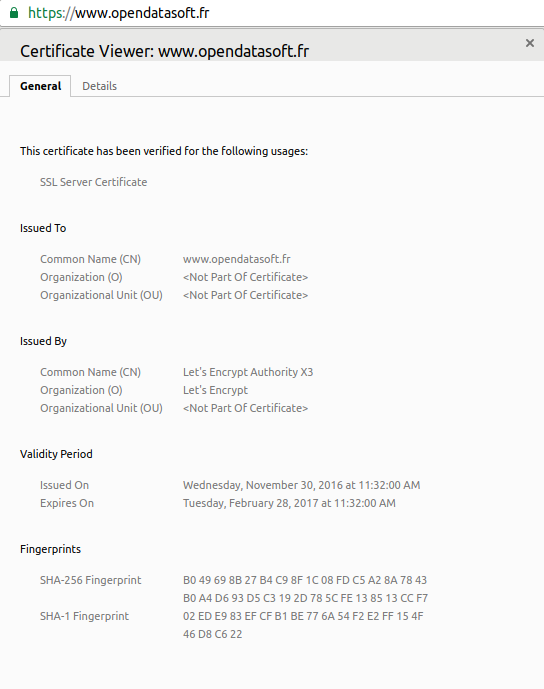 https://www.opendatasoft.fr
Certificate Viewer: www.opendatasoft.fr
General Details
This certificate has been verified for the following usages:
SSL Server Certificate
Issued To
Common Name (CN) www.opendatasoft.fr
Organization (O) <Not Part Of Certificate>
Organizational Unit (OU) <Not Part Of Certificate>
Issued By
Common Name (CN) Let's Encrypt Authority X3
Organization (O) Let's Encrypt
Organizational Unit (OU) <Not Part Of Certificate>
Validity Period
Issued On Wednesday, November 30, 2016 at 11:32:00 AM
Expires On Tuesday, February 28, 2017 at 11:32:00 AM
Fingerprints
SHA-256 Fingerprint B0 49 69 8B 27 B4 C9 8F 1C 08 FD C5 A2 8A 78 43
B0 A4 D6 93 D5 C3 19 2D 78 5C FE 13 85 13 CC F7
SHA-1 Fingerprint 02 ED E9 83 EF CF B1 BE 77 6A 54 F2 E2 FF 15 4F
46 D8 C6 22